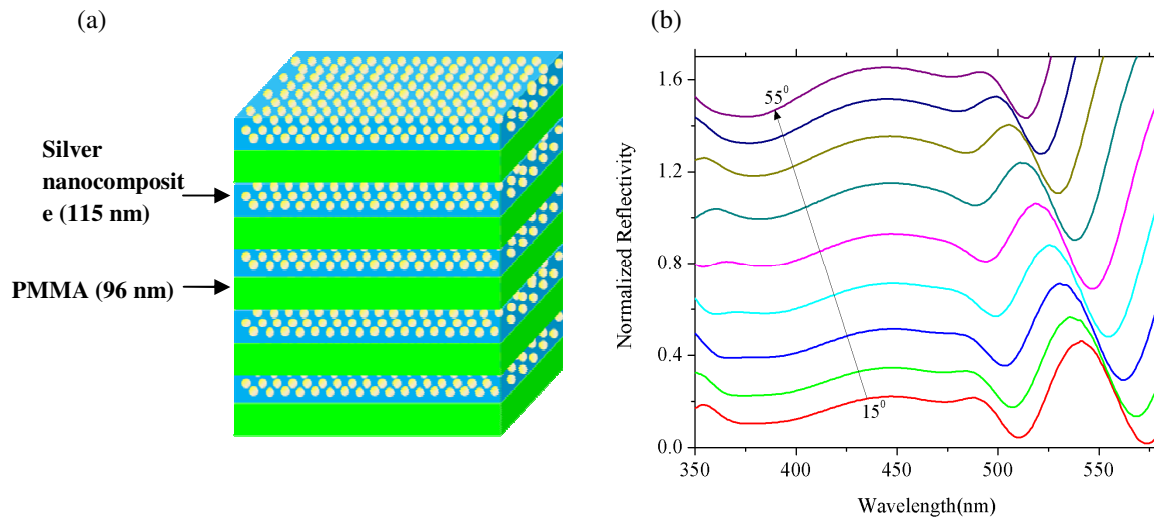 (a)
Silver
nanocomposit
e (115 nm)
PMMA (96 nm)
(b)
Normalized Reflectivity
1.6
1.2
0.8
0.4
0.0
55⁰
15⁰
350
400
450
500
550
Wavelength(nm)